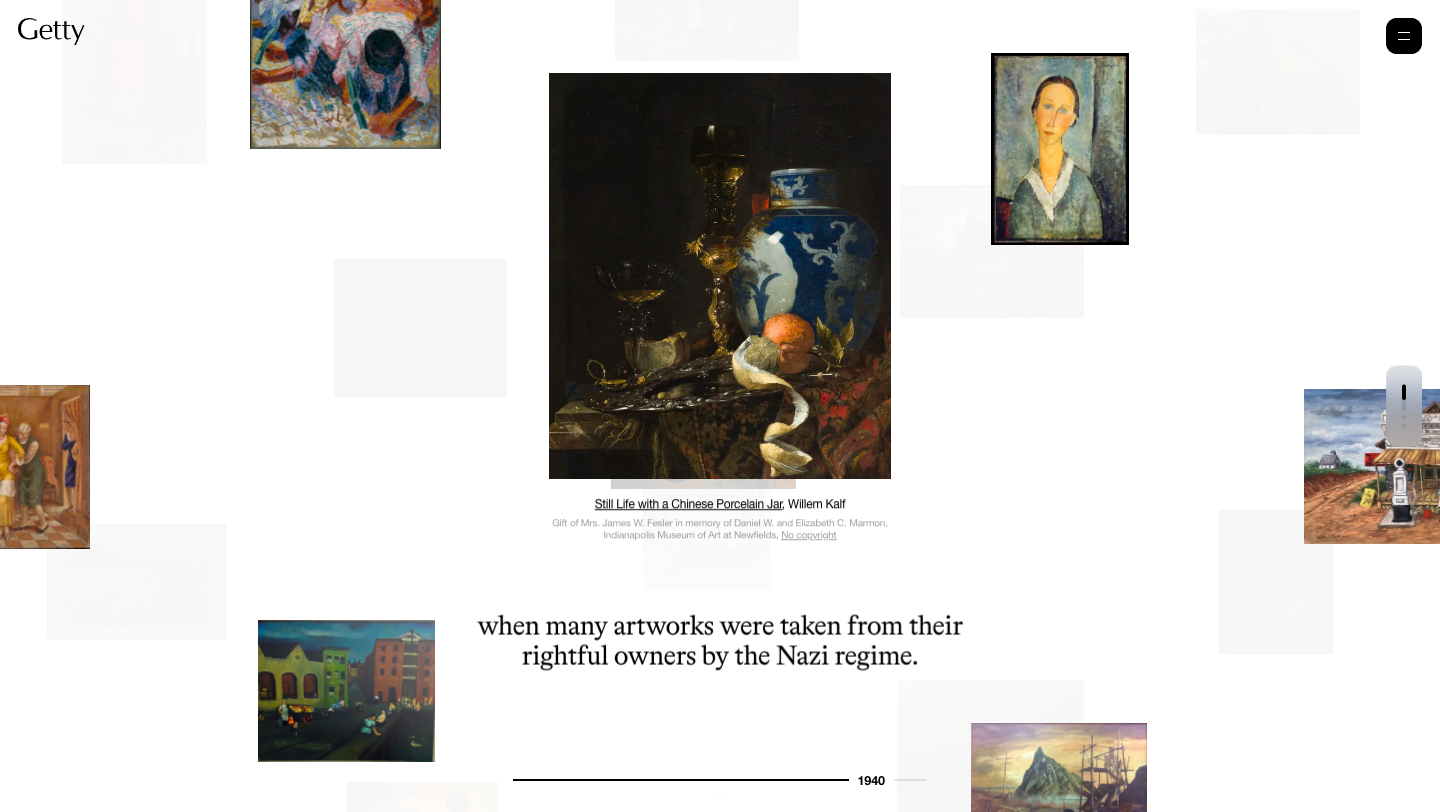 Getty
Still Life with a Chinese Porcelain Jar, Willem Kalf
Gift of Mrs. James W. Fesler in memory of Daniel W. and Elizabeth C. Marmon,
Indianapolis Museum of Art at Newfields, No copyright
when many artworks were taken from their
rightful owners by the Nazi regime.
1940